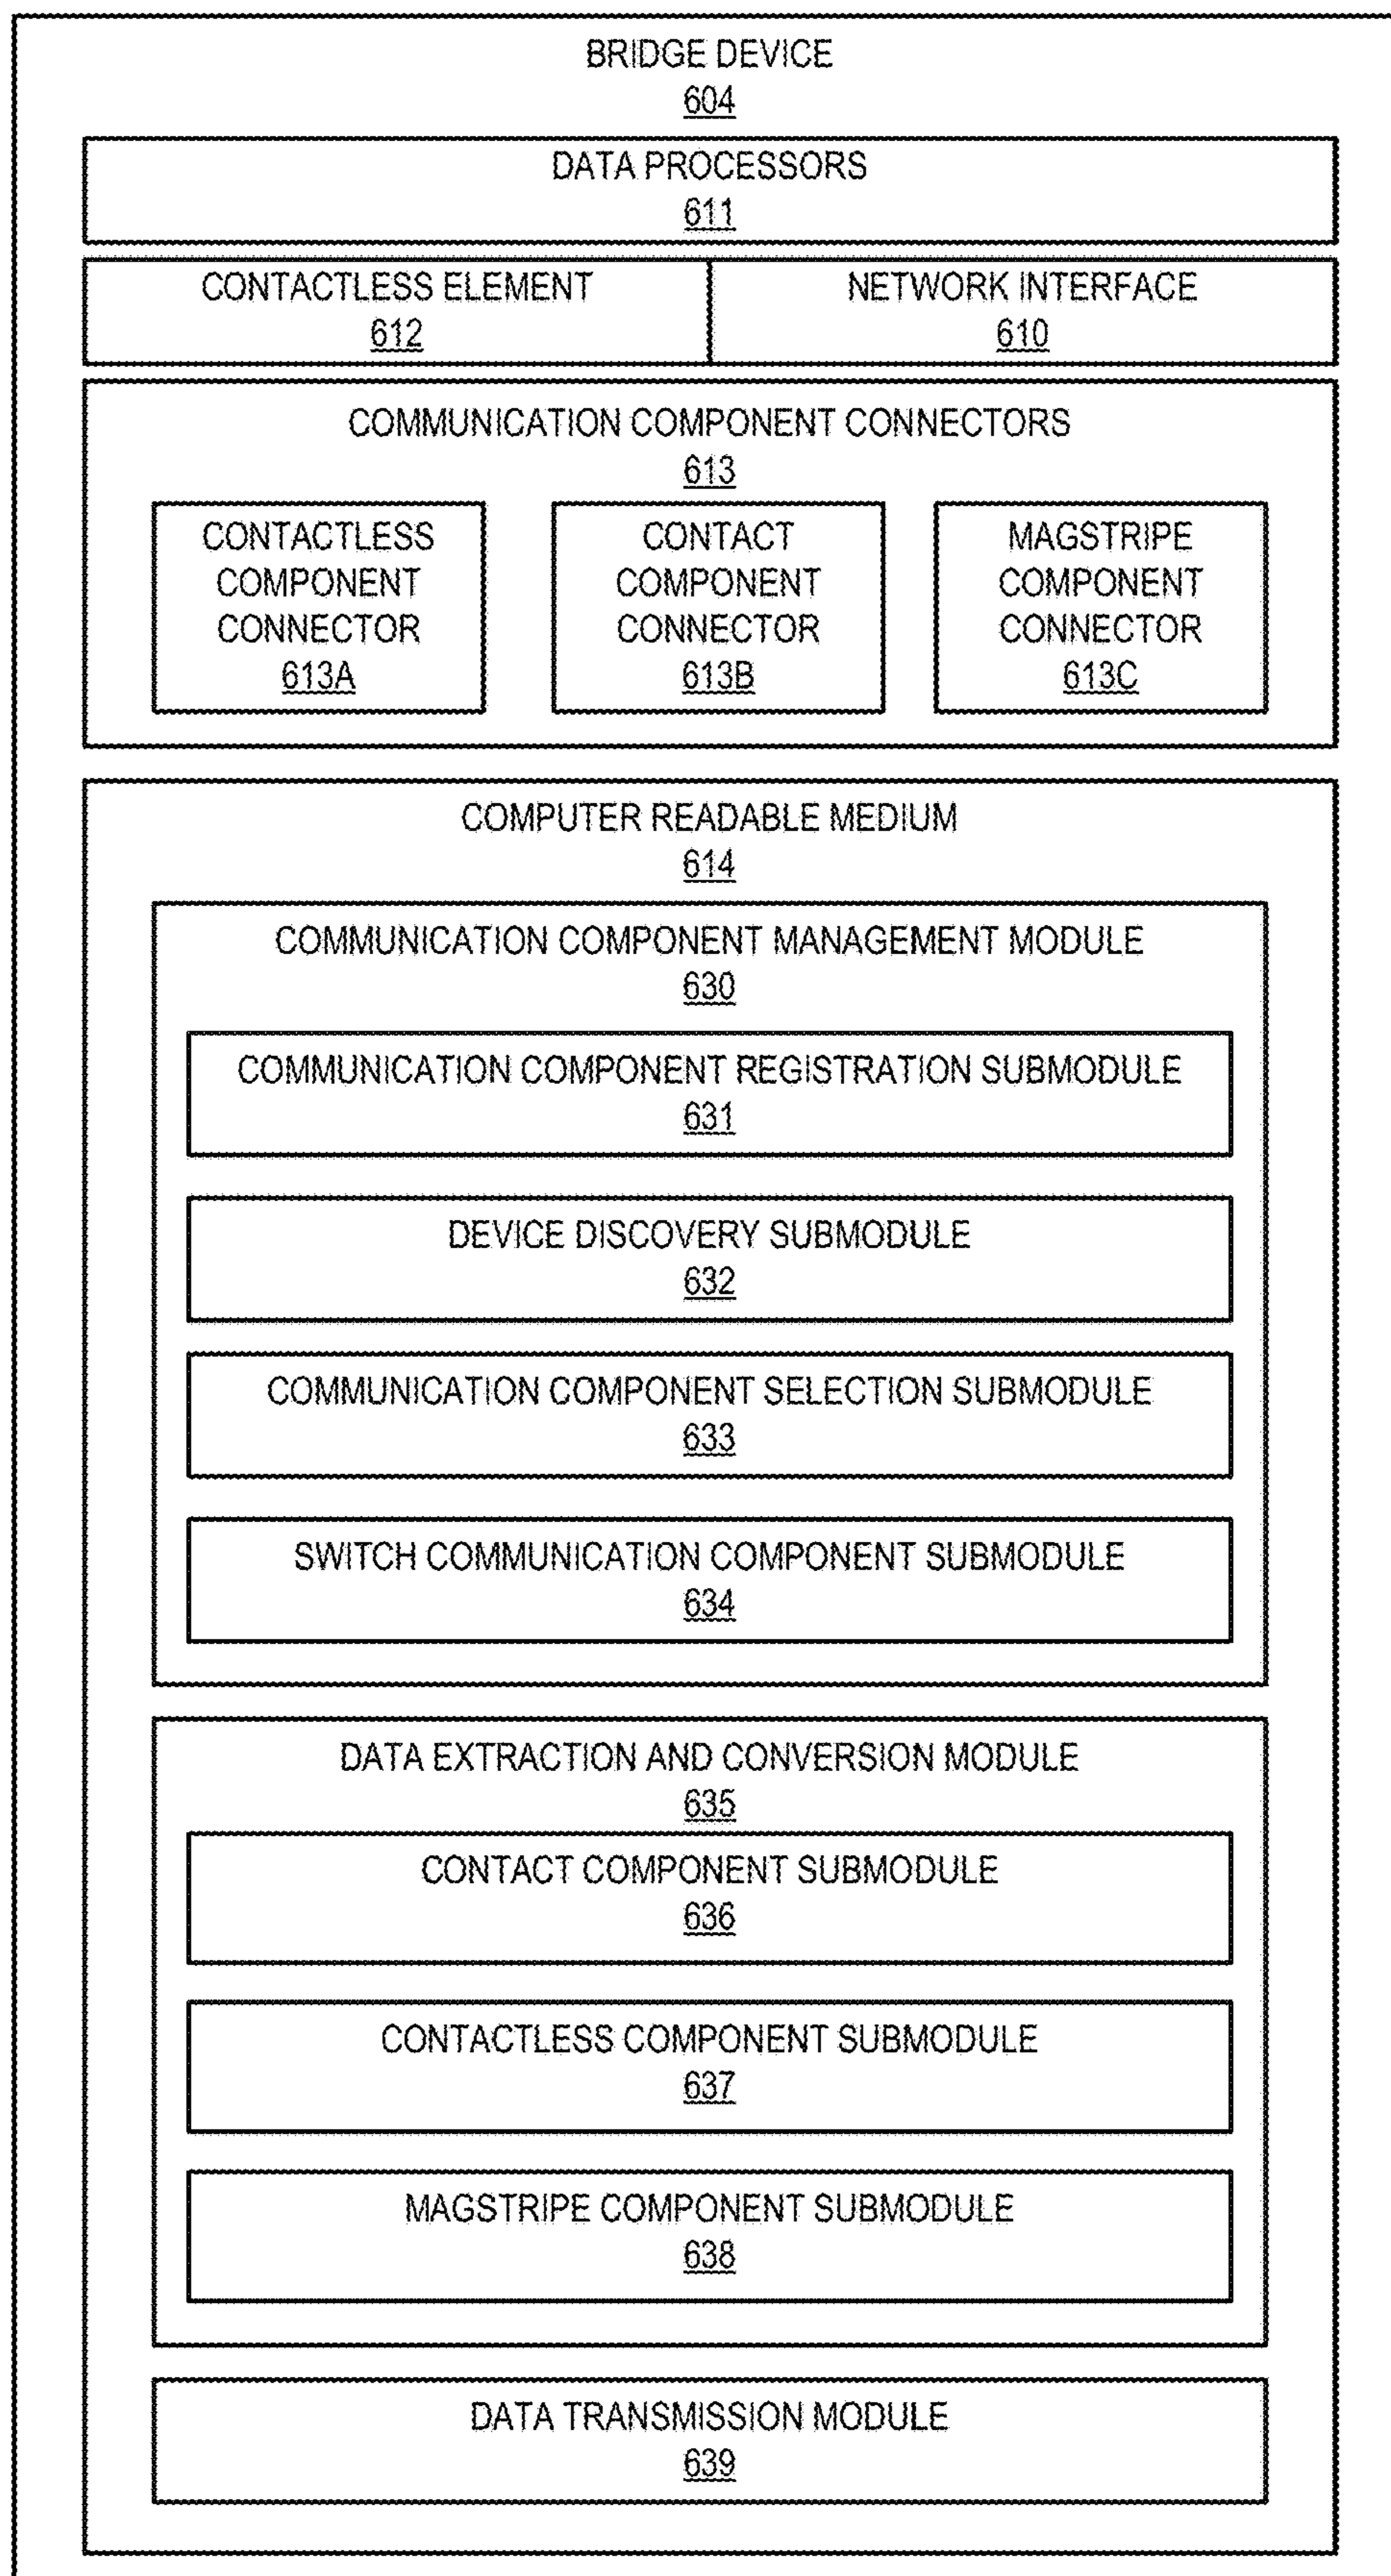 BRIDGE DEVICE
604
DATA PROCESSORS
611
CONTACTLESS ELEMENT
612
NETWORK INTERFACE
610
COMMUNICATION COMPONENT CONNECTORS
613
CONTACTLESS
COMPONENT
CONNECTOR
613A
CONTACT
COMPONENT
CONNECTOR
613B
MAGSTRIPE
COMPONENT
CONNECTOR
613C
COMPUTER READABLE MEDIUM
614
COMMUNICATION COMPONENT MANAGEMENT MODULE
630
COMMUNICATION COMPONENT REGISTRATION SUBMODULE
631
DEVICE DISCOVERY SUBMODULE
632
COMMUNICATION COMPONENT SELECTION SUBMODULE
633
SWITCH COMMUNICATION COMPONENT SUBMODULE
634
DATA EXTRACTION AND CONVERSION MODULE
635
CONTACT COMPONENT SUBMODULE
636
CONTACTLESS COMPONENT SUBMODULE
637
MAGSTRIPE COMPONENT SUBMODULE
638
DATA TRANSMISSION MODULE
639